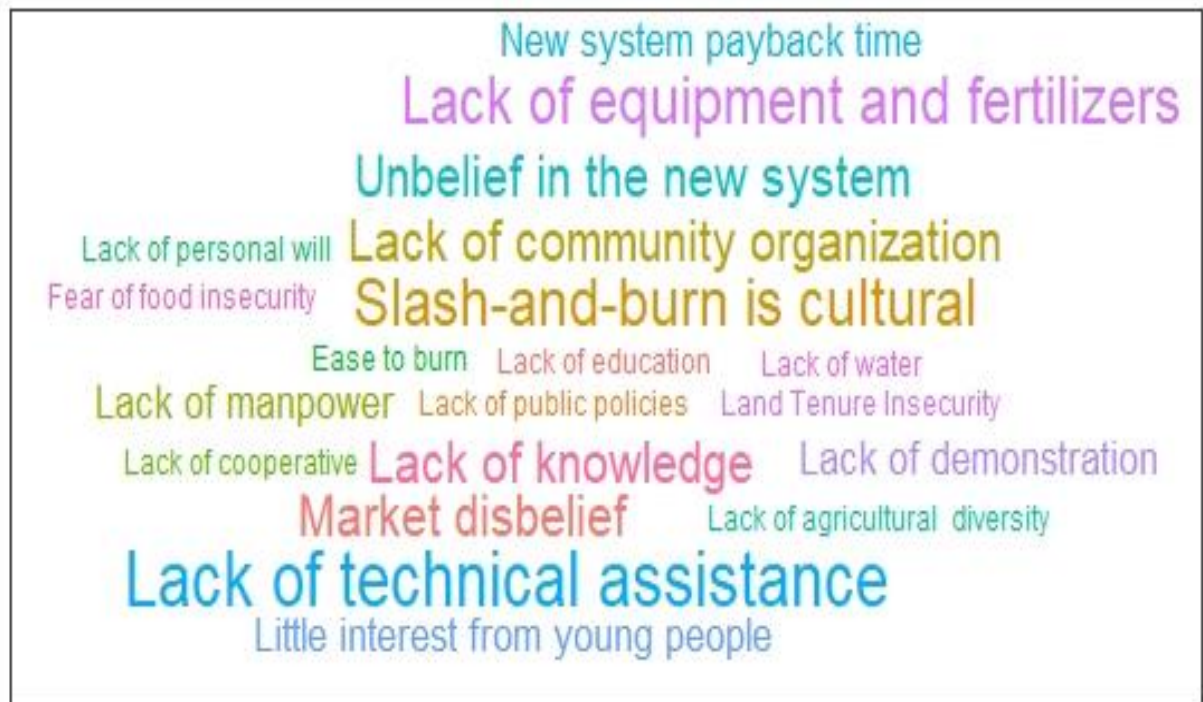 New system payback time
Lack of equipment and fertilizers
Unbelief in the new system
Lack of personal will Lack of community organization
Fear of food insecurity Slash-and-burn is cultural
Ease to burn Lack of education Lack of water
Lack of manpower Lack of public policies Land Tenure Insecurity
Lack of cooperative Lack of knowledge Lack of demonstration
Market disbelief Lack of agricultural diversity
Lack of technical assistance
Little interest from young people